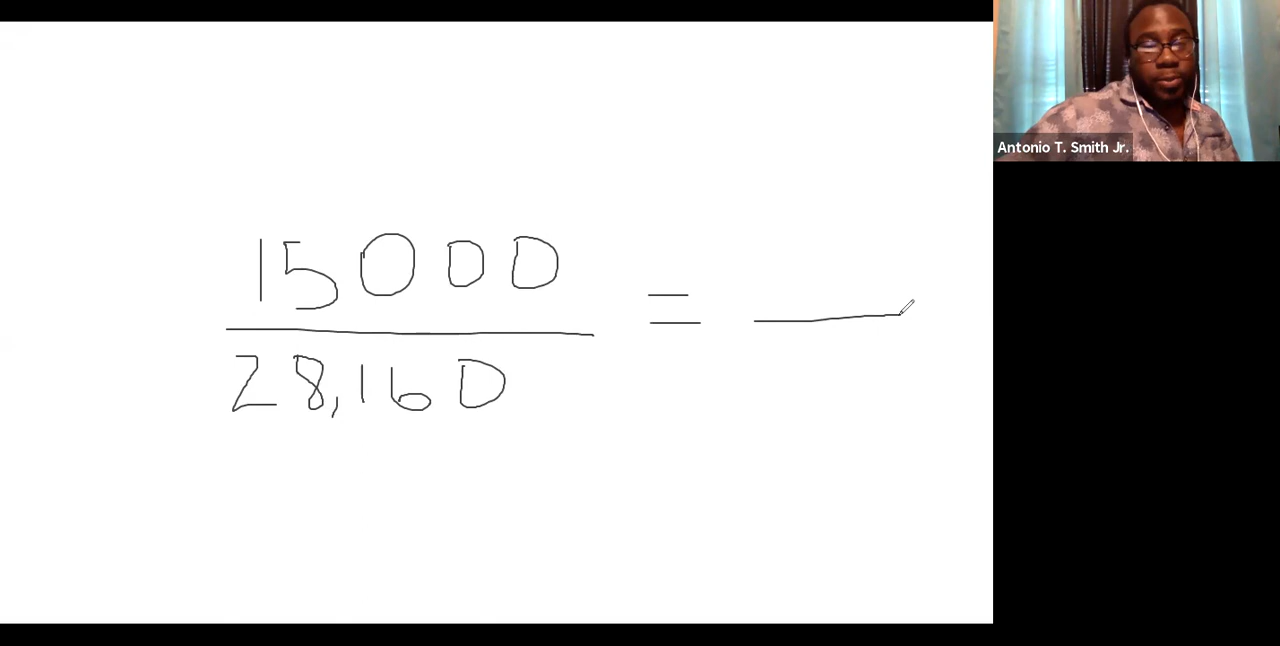 Antonio T. Smith Jr.
15000
=
28,160